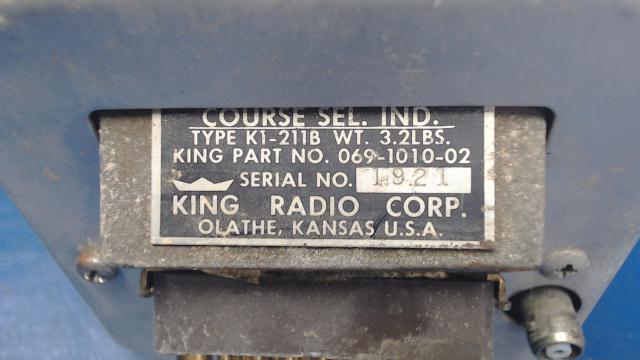 COURSE SEL. IND.
TYPE K1-211B WT. 3.2LBS.
KING PART NO. 069-1010-02
SERIAL NO. 1921
KING RADIO CORP.
OLATHE, KANSAS U.S.A.